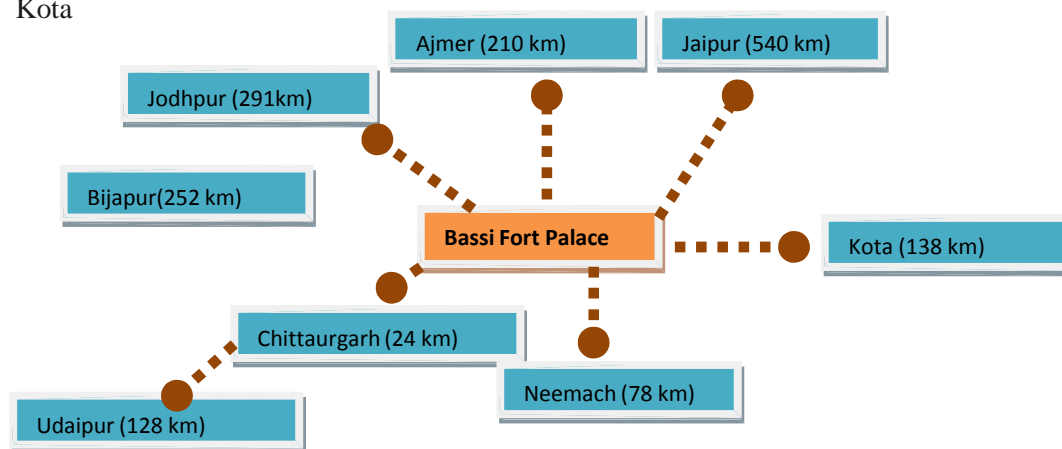 Kota
Ajmer (210 km)
Jaipur (540 km)
Jodhpur (291km)
Bijapur(252 km)
Bassi Fort Palace
Kota (138 km)
Chittaurgarh (24 km)
Neemach (78 km)
Udaipur (128 km)